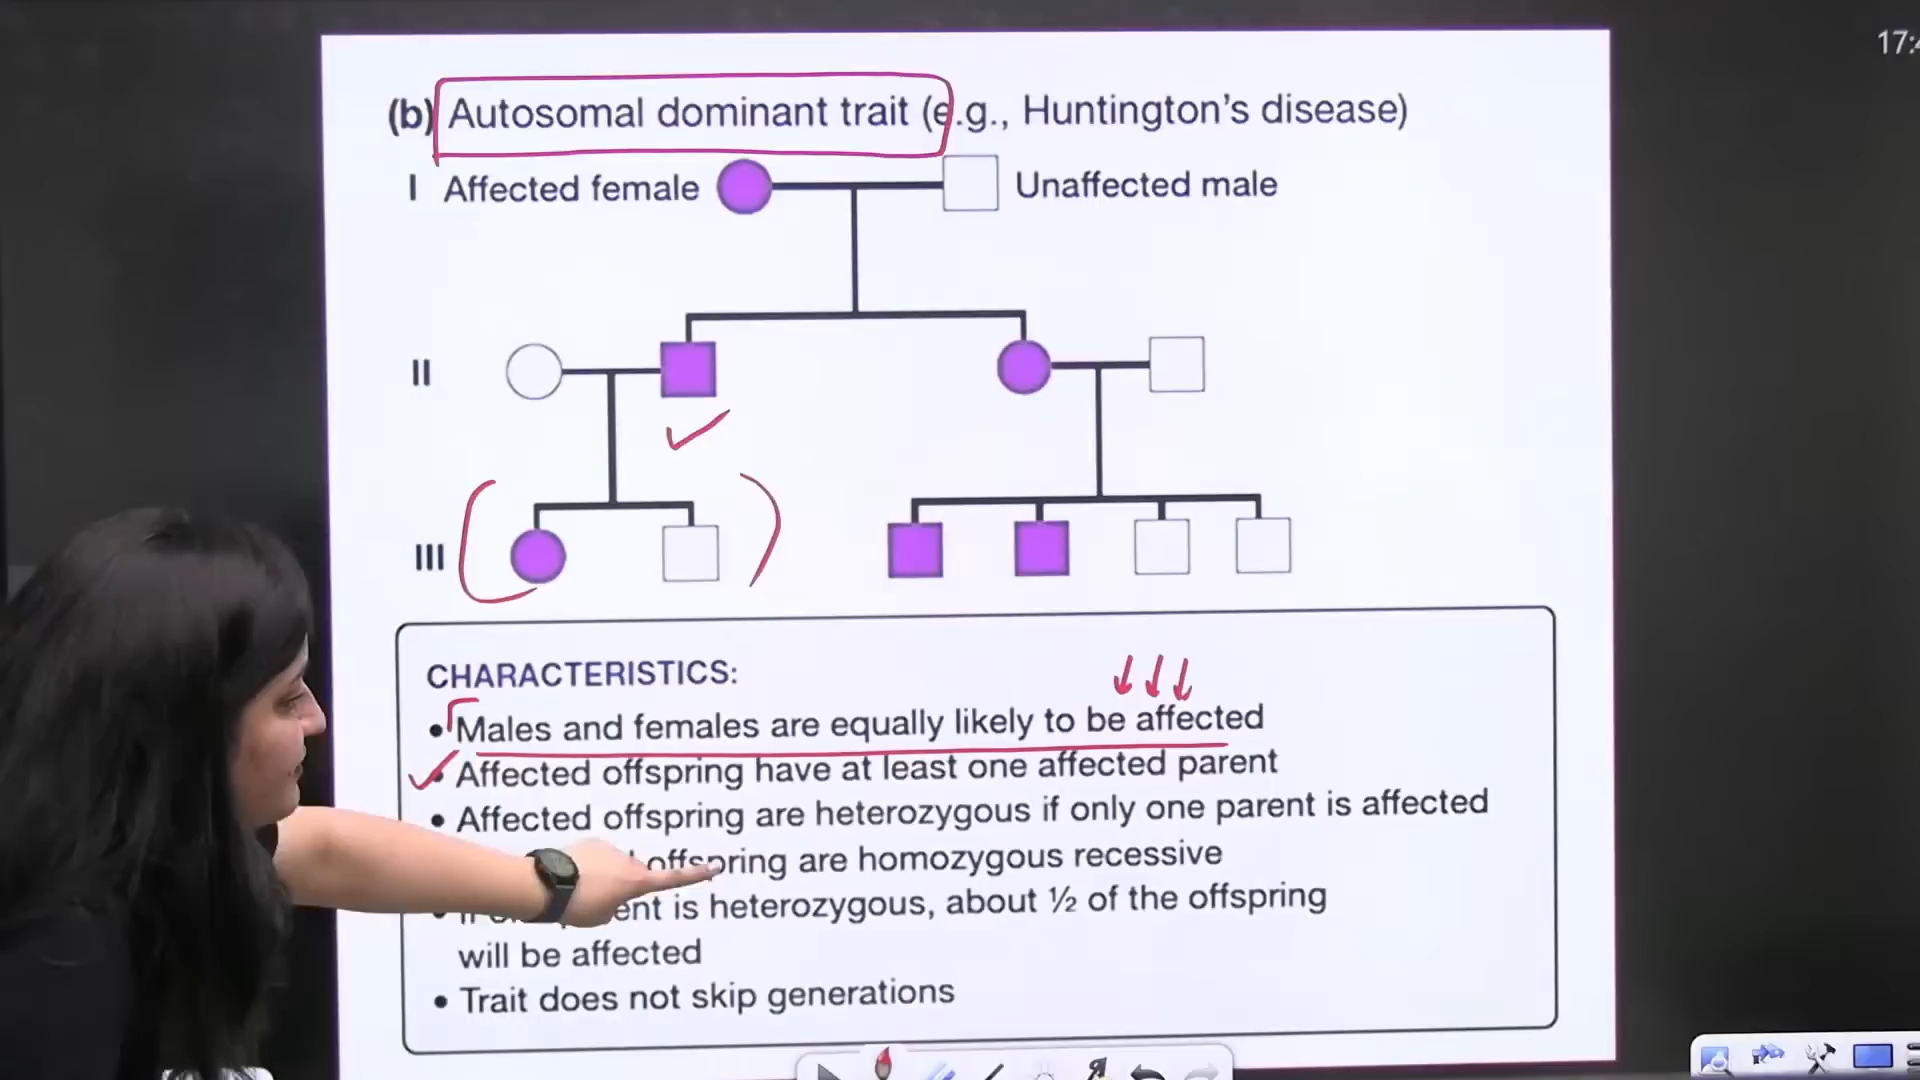 17:4
(b) Autosomal dominant trait (e.g., Huntington's disease)
I Affected female Unaffected male
II
III
CHARACTERISTICS:
• Males and females are equally likely to be affected
• Affected offspring have at least one affected parent
• Affected offspring are heterozygous if only one parent is affected
offspring are homozygous recessive
is heterozygous, about ½ of the offspring
will be affected
• Trait does not skip generations